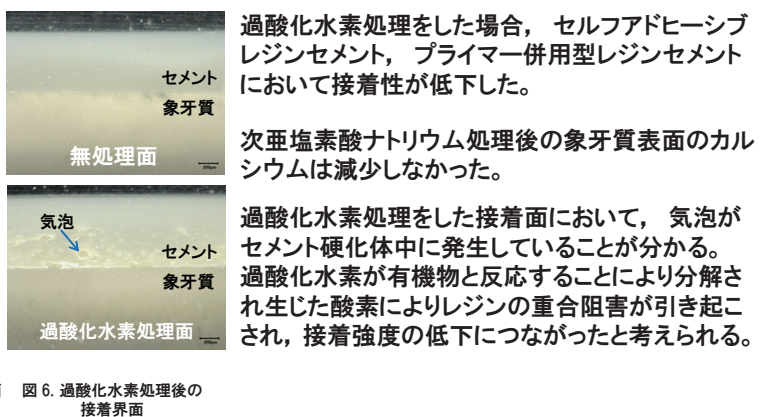 セメント
象牙質
無処理面
気泡
セメント
象牙質
過酸化水素処理面
図 6. 過酸化水素処理後の
接着界面
過酸化水素処理をした場合， セルフアドヒーシブ
レジンセメント， プライマー併用型レジンセメント
において接着性が低下した。
次亜塩素酸ナトリウム処理後の象牙質表面のカル
シウムは減少しなかった。
過酸化水素処理をした接着面において， 気泡が
セメント硬化体中に発生していることが分かる。
過酸化水素が有機物と反応することにより分解さ
れ生じた酸素によりレジンの重合阻害が引き起こ
され，接着強度の低下につながったと考えられる。